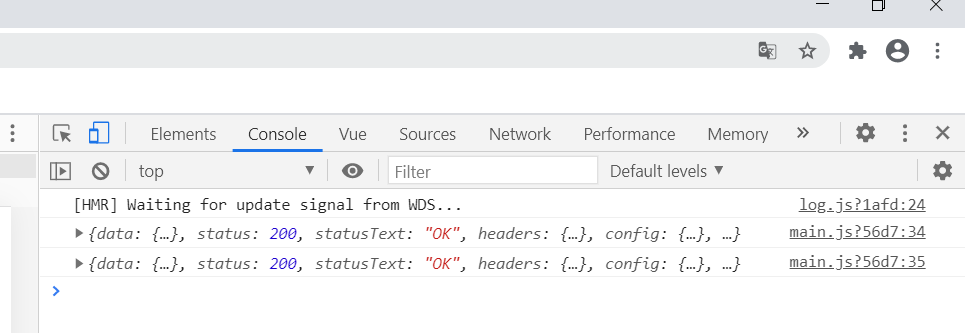 Elements Console Vue Sources Network Performance Memory »
top ▼ Filter Default levels ▼
[HMR] Waiting for update signal from WDS... log.js?1afd:24
▶{data: {…}, status: 200, statusText: "OK", headers: {…}, config: {…}, …} main.js?56d7:34
▶{data: {…}, status: 200, statusText: "OK", headers: {…}, config: {…}, …} main.js?56d7:35